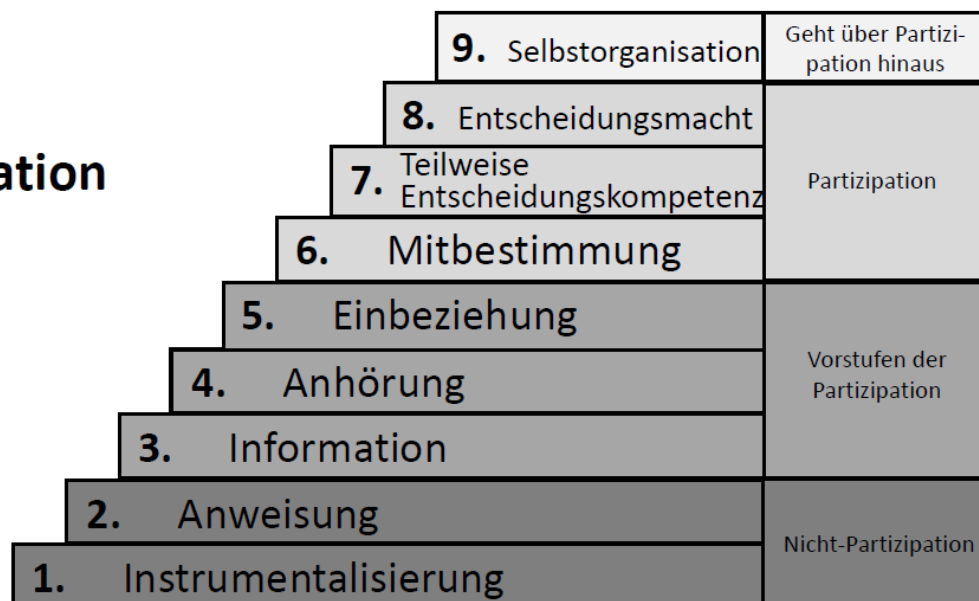 9. Selbstorganisation
Geht über Partizi-
pation hinaus
8. Entscheidungsmacht
ation
7. Teilweise
Entscheidungskompetenz
Partizipation
6. Mitbestimmung
5. Einbeziehung
4. Anhörung
Vorstufen der
Partizipation
3. Information
2. Anweisung
Nicht-Partizipation
1. Instrumentalisierung